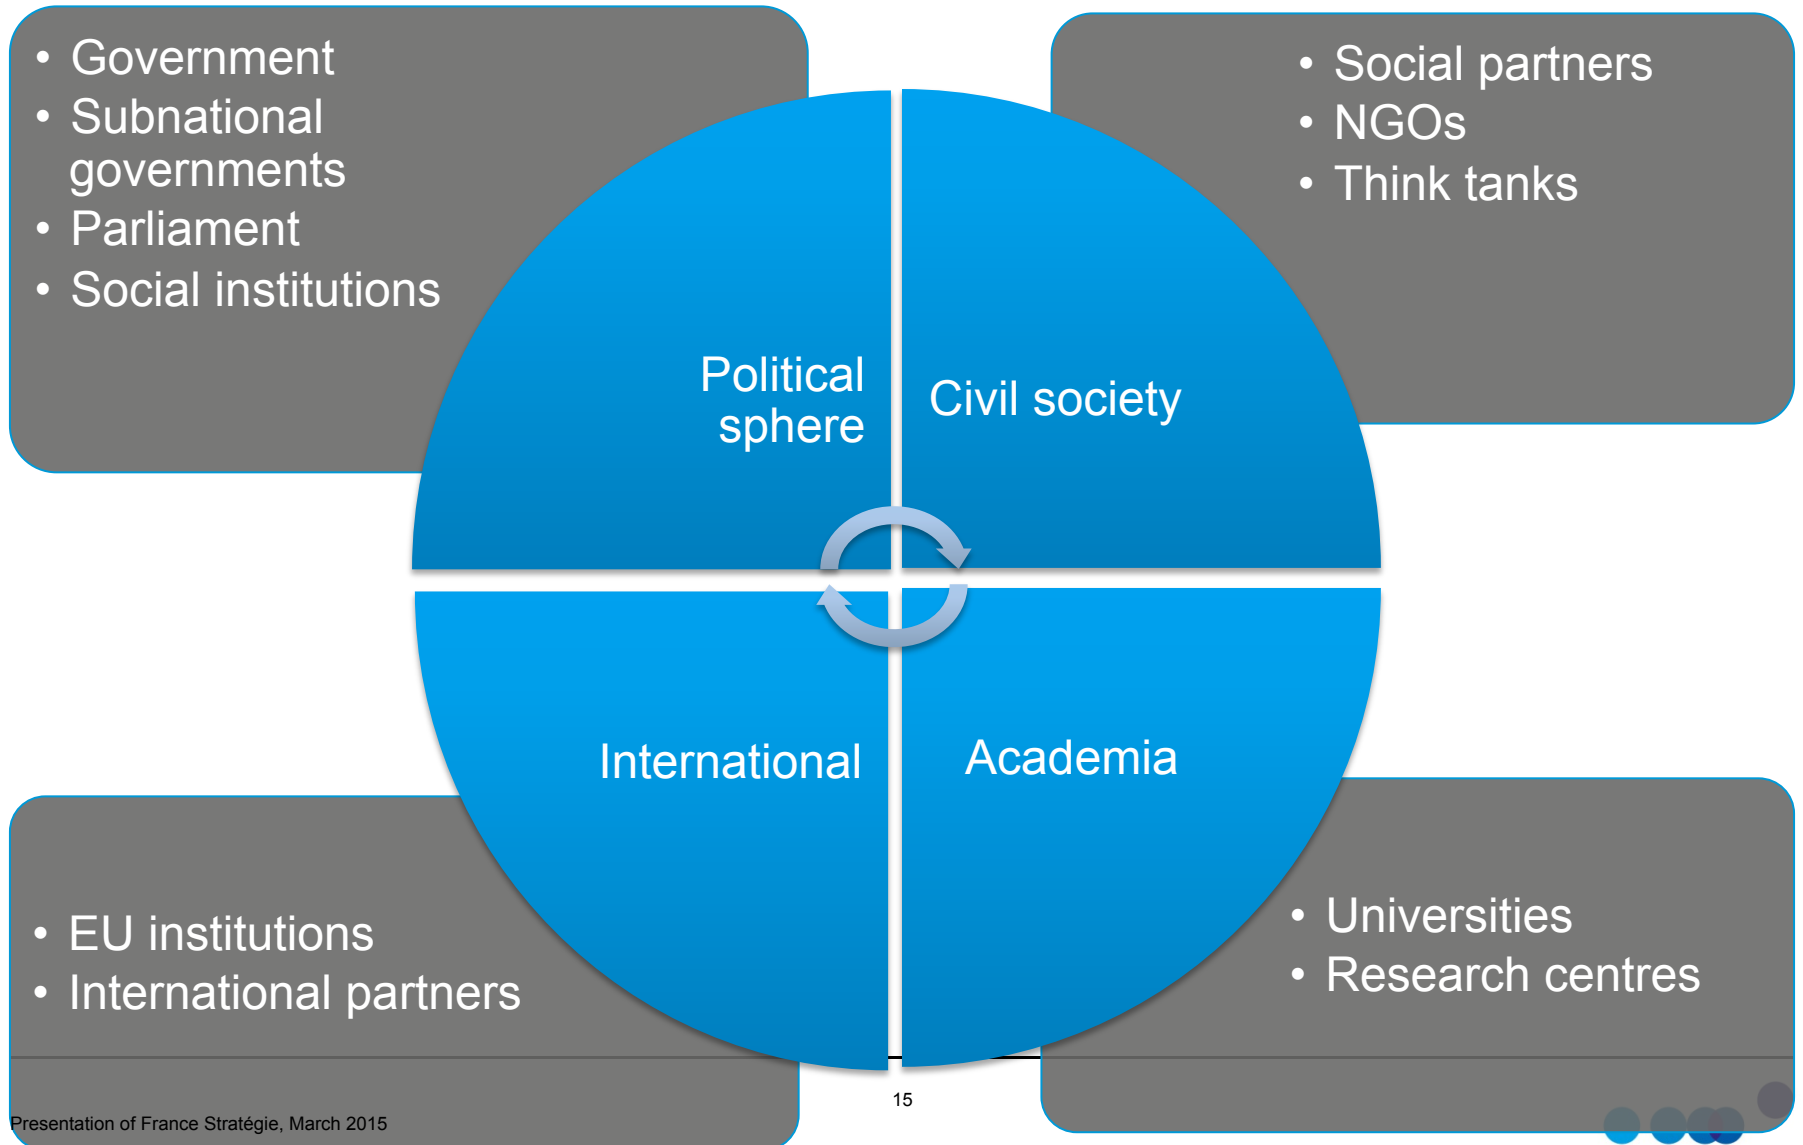 • Government
• Subnational
governments
• Parliament
• Social institutions
• Social partners
• NGOs
• Think tanks
Political
sphere
Civil society
International
Academia
• EU institutions
• International partners
• Universities
• Research centres
15
Presentation of France Stratégie, March 2015